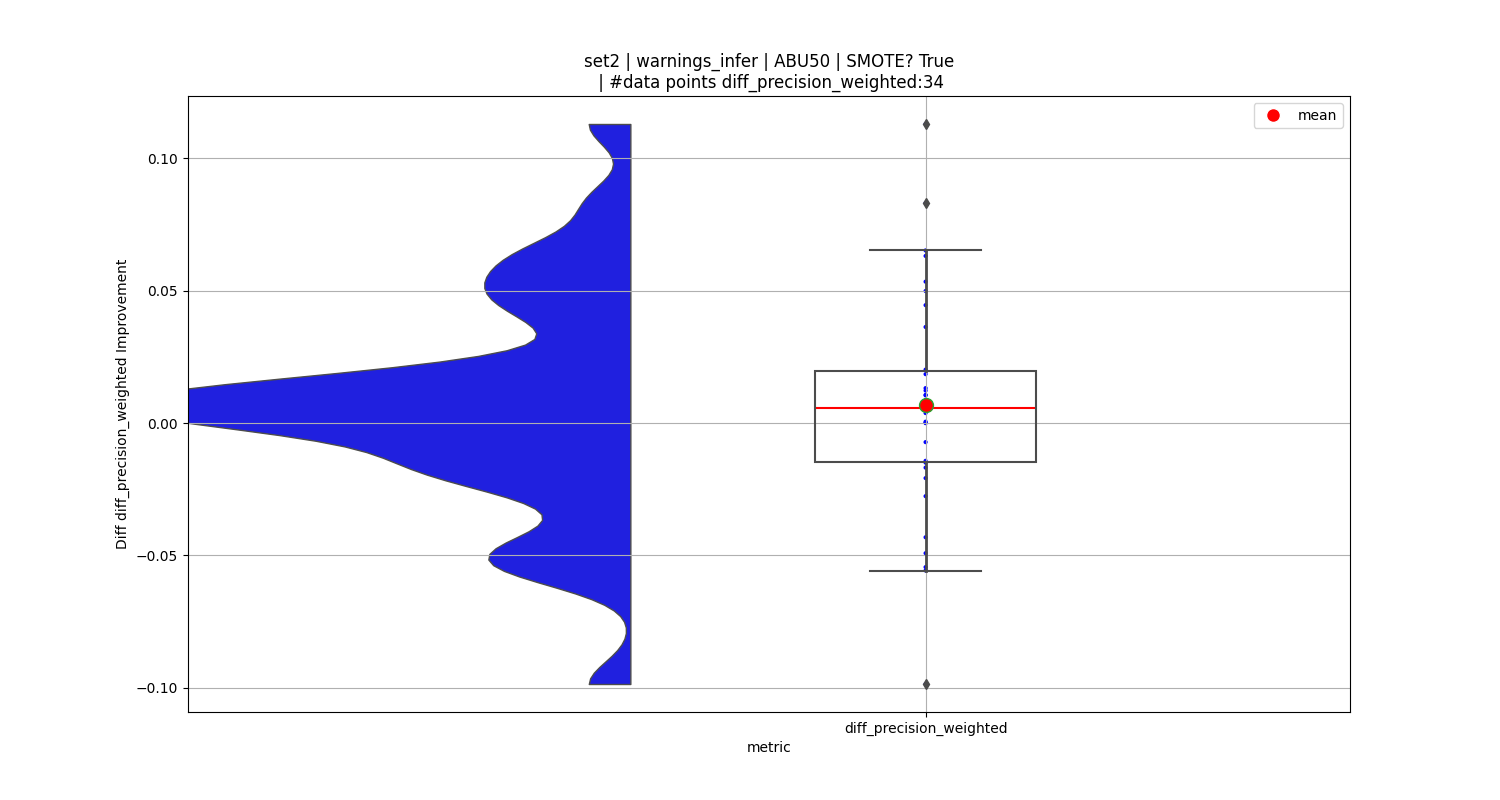 set2 | warnings_infer | ABU50 | SMOTE? True
| #data points diff_precision_weighted:34
mean
0.10
0.05
0.00
−0.05
−0.10
Diff diff_precision_weighted Improvement
diff_precision_weighted
metric